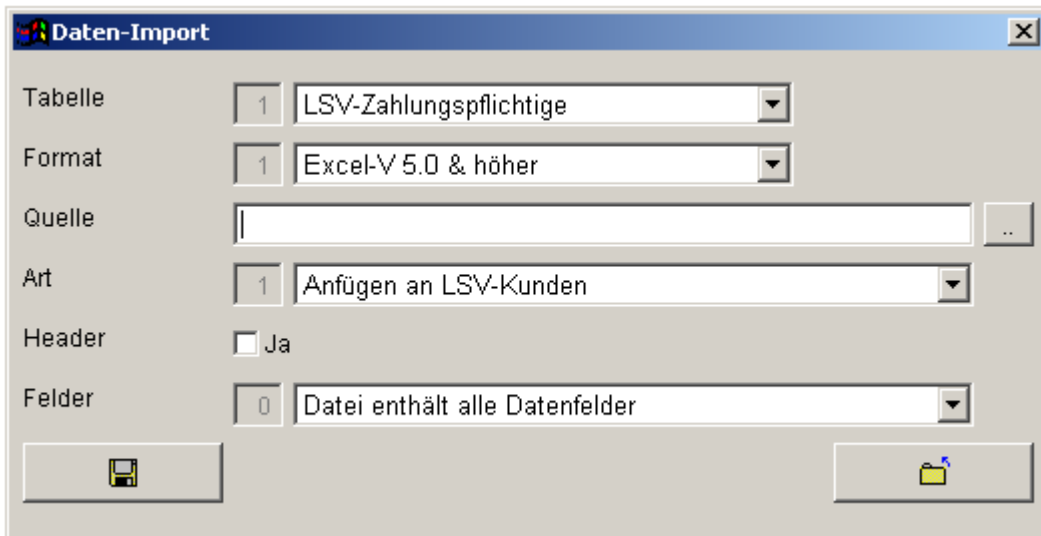 Daten-Import
Tabelle 1 LSV-Zahlungspflichtige
Format 1 Excel-V 5.0 & höher
Quelle ..
Art 1 Anfügen an LSV-Kunden
Header Ja
Felder 0 Datei enthält alle Datenfelder